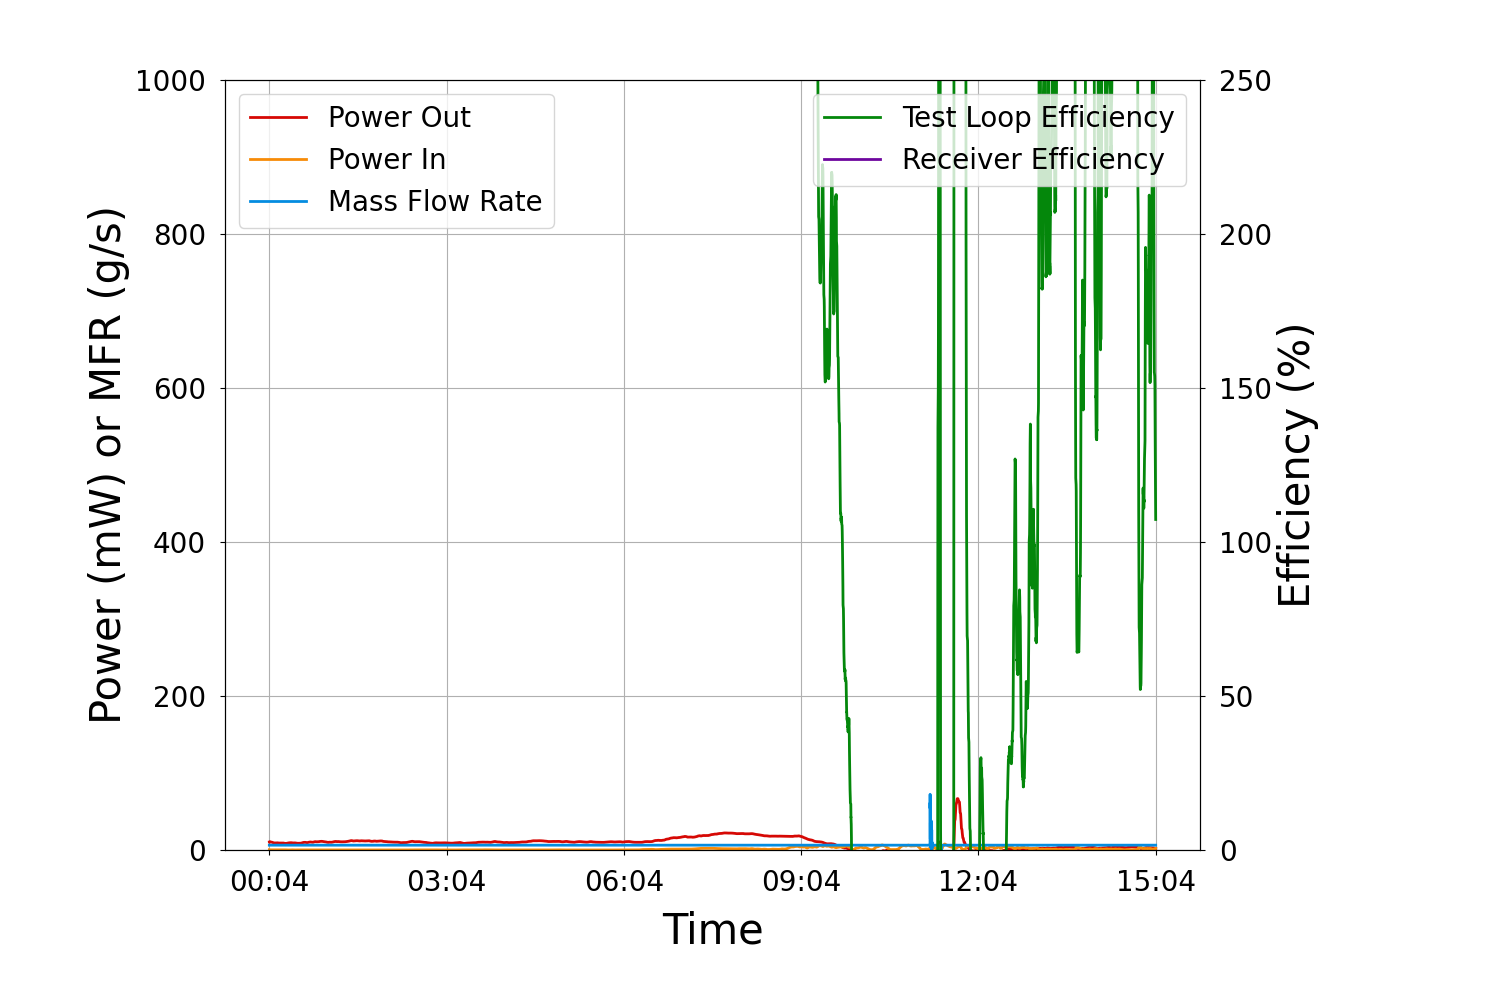 1000
800
600
400
200
0
Power (mW) or MFR (g/s)
Power Out
Power In
Mass Flow Rate
Test Loop Efficiency
Receiver Efficiency
250
200
150
100
50
0
Efficiency (%)
00:04 03:04 06:04 09:04 12:04 15:04
Time